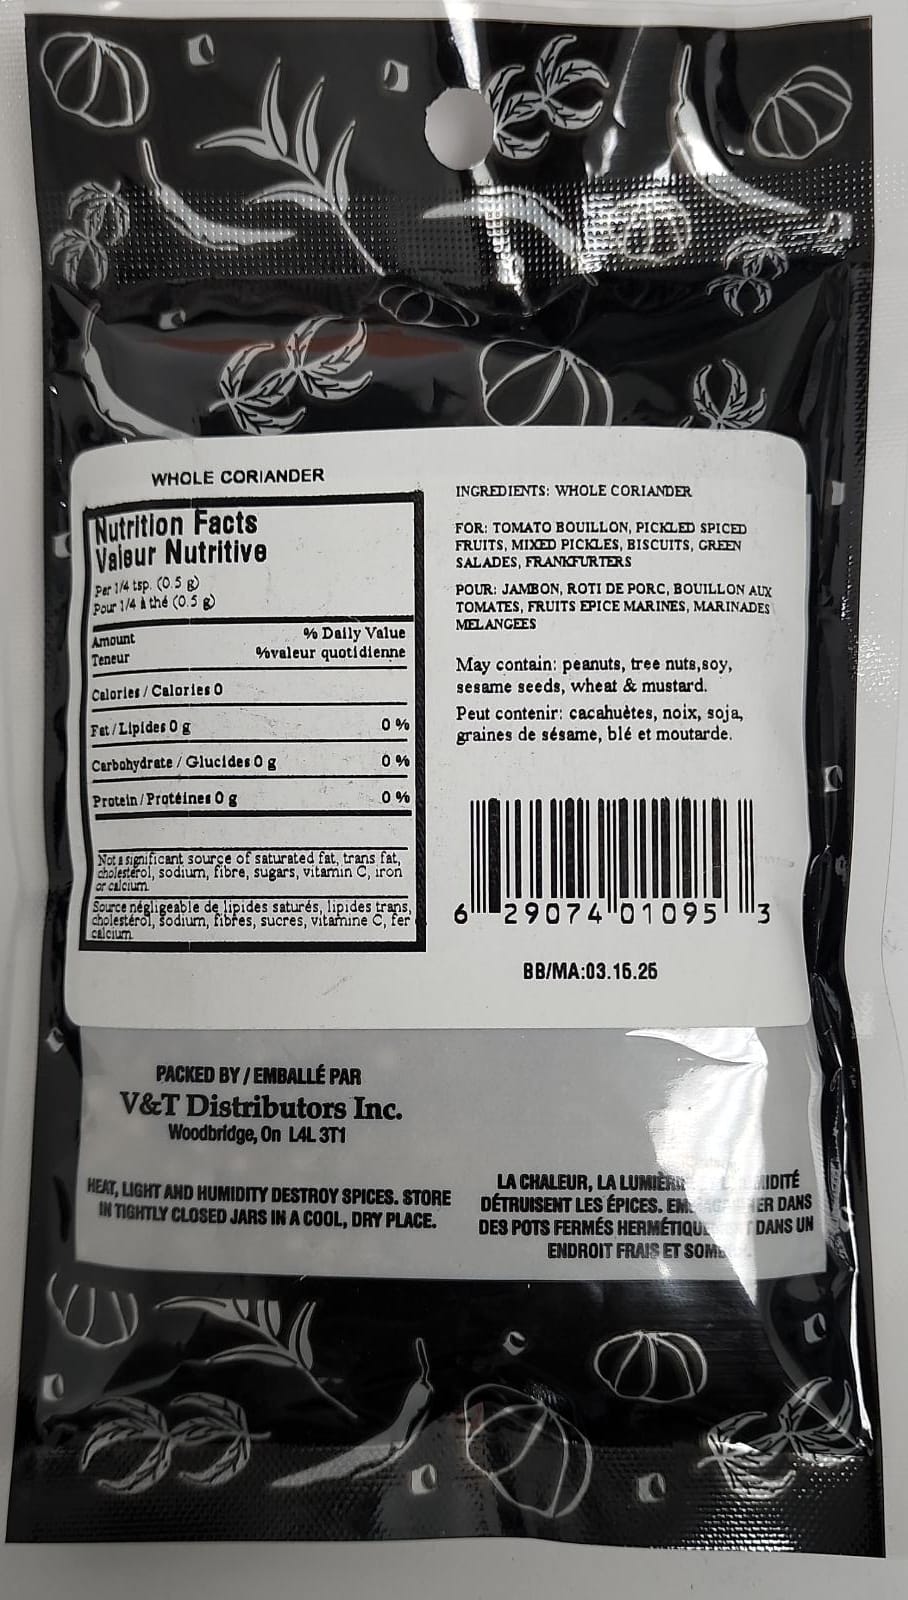 WHOLE CORIANDER
Nutrition Facts
Valeur Nutritive
Per 1/4 tsp. (0.5 g)
Pour 1/4 à thé (0.5 g)
Amount % Daily Value
Teneur %valeur quotidienne
Calories / Calories 0
Fat / Lipides 0 g 0 %
Carbohydrate / Glucides 0 g 0 %
Protein / Protéines 0 g 0 %
Not a significant source of saturated fat, trans fat,
cholesterol, sodium, fibre, sugars, vitamin C, iron
or calcium.
Source négligeable de lipides saturés, lipides trans,
cholestérol, sodium, fibres, sucres, vitamine C, fer
calcium.
INGREDIENTS: WHOLE CORIANDER
FOR: TOMATO BOUILLON, PICKLED SPICED
FRUITS, MIXED PICKLES, BISCUITS, GREEN
SALADES, FRANKFURTERS
POUR: JAMBON, ROTI DE PORC, BOUILLON AUX
TOMATES, FRUITS EPICE MARINES, MARINADES
MELANGEES
May contain: peanuts, tree nuts,soy,
sesame seeds, wheat & mustard.
Peut contenir: cacahuètes, noix, soja,
graines de sésame, blé et moutarde.
6 29074 01095 3
BB/MA:03.15.25
PACKED BY / EMBALLÉ PAR
V&T Distributors Inc.
Woodbridge, On L4L 3T1
HEAT, LIGHT AND HUMIDITY DESTROY SPICES. STORE
IN TIGHTLY CLOSED JARS IN A COOL, DRY PLACE.
LA CHALEUR, LA
DÉTRUISENT LES ÉPICES. DANS
DES POTS FERMÉS DANS UN
ENDROIT FRAIS ET